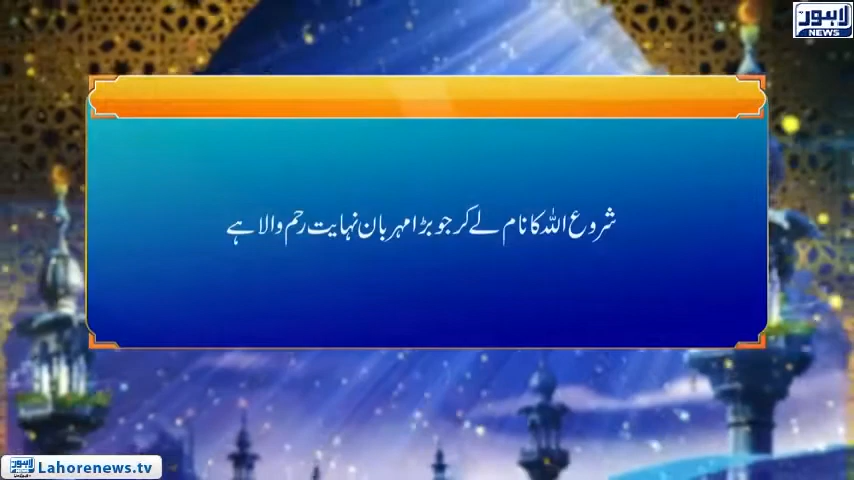 لاہور
NEWS
شروع اللہ کا نام لے کر جو بڑا مہربان نہایت رحم والا ہے
لاہور Lahorenews.tv